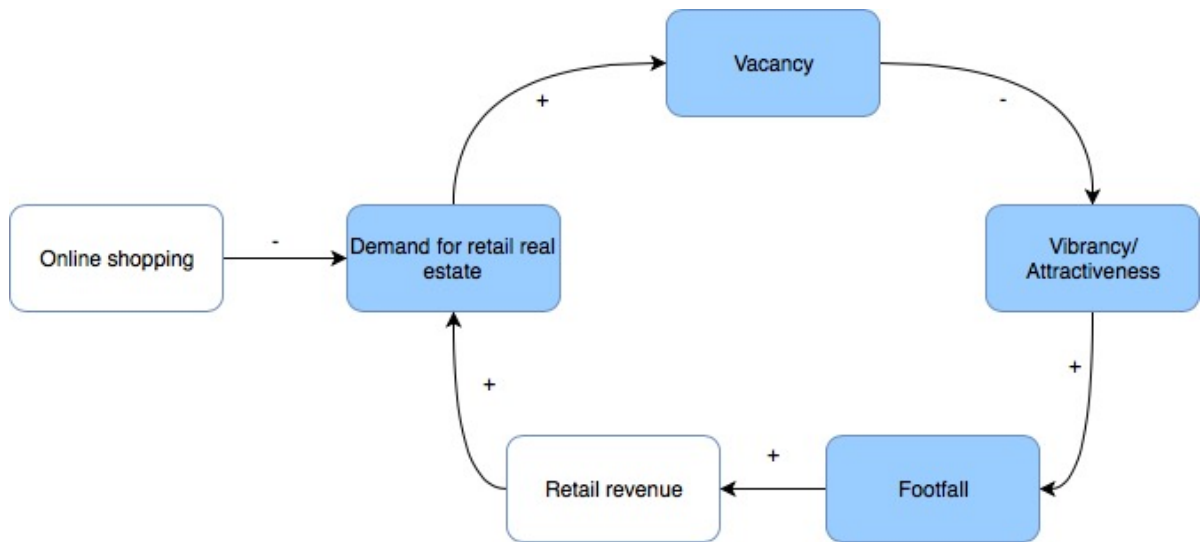 Vacancy
+
-
Online shopping
-
Demand for retail real
estate
Vibrancy/
Attractiveness
+
+
Retail revenue
+
Footfall